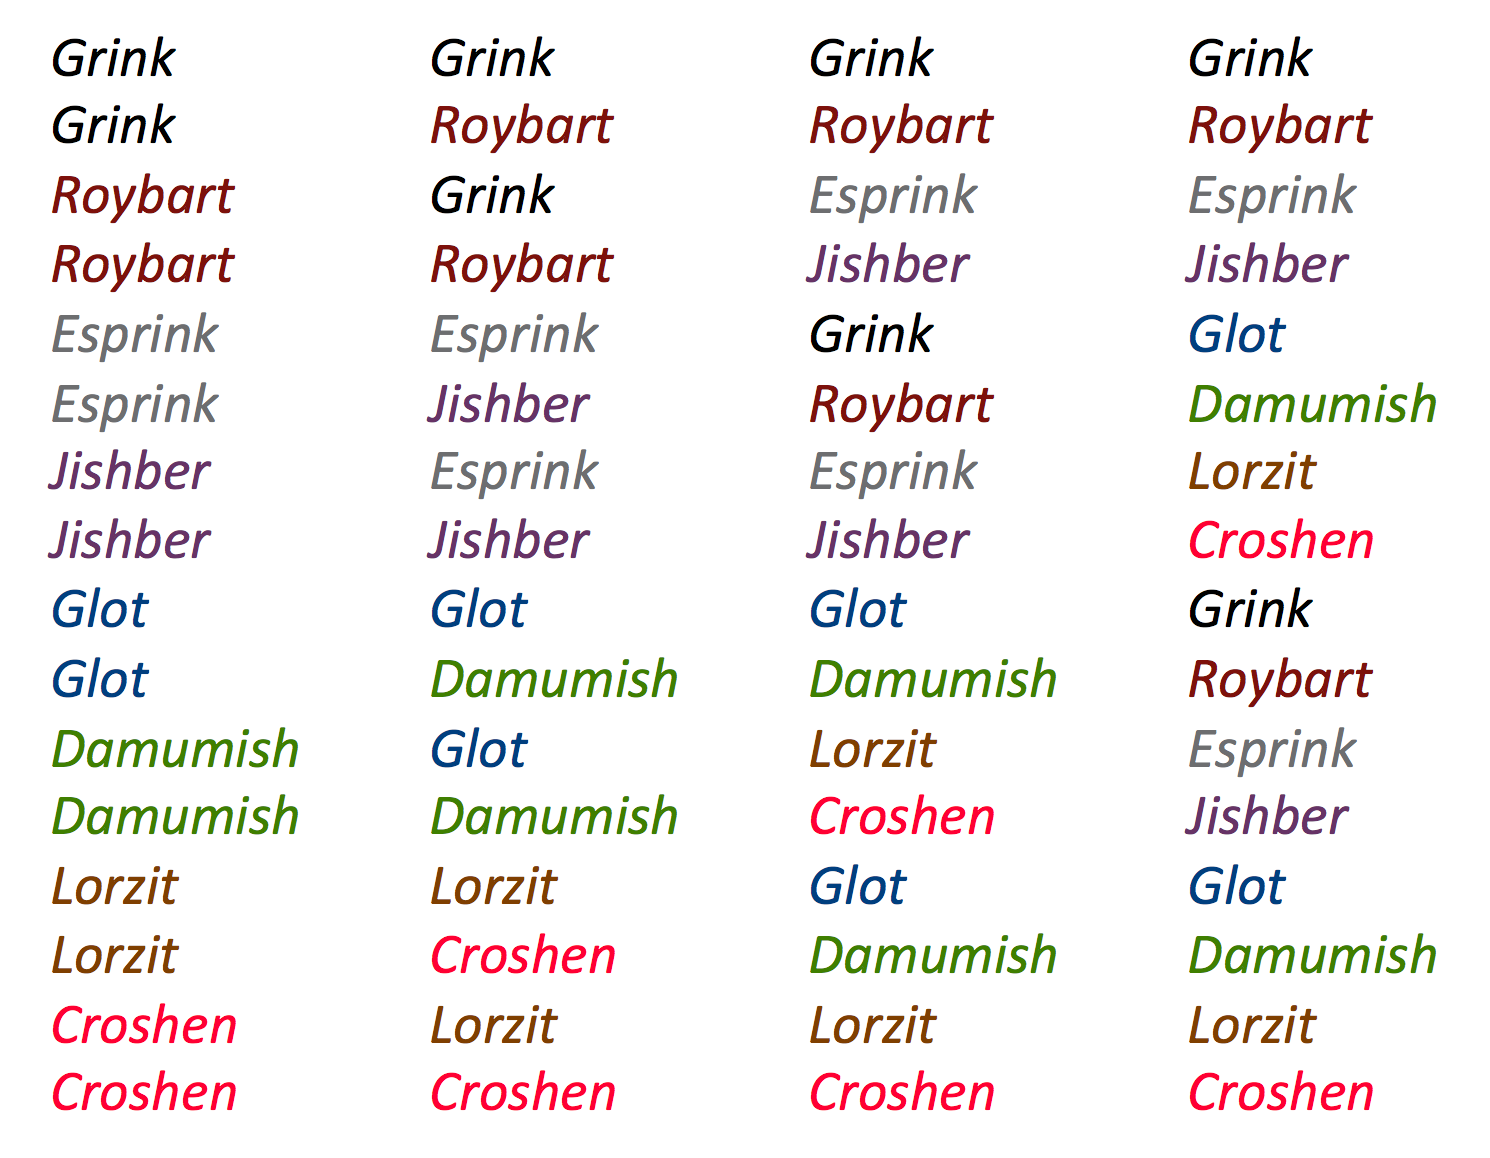 Grink Grink Grink Grink
Grink Roybart Roybart Roybart
Roybart Grink Esprink Esprink
Roybart Roybart Jishber Jishber
Esprink Esprink Grink Glot
Esprink Jishber Roybart Damumish
Jishber Esprink Esprink Lorzit
Jishber Jishber Jishber Croshen
Glot Glot Glot Grink
Glot Damumish Damumish Roybart
Damumish Glot Lorzit Esprink
Damumish Damumish Croshen Jishber
Lorzit Lorzit Glot Glot
Lorzit Croshen Damumish Damumish
Croshen Lorzit Lorzit Lorzit
Croshen Croshen Croshen Croshen